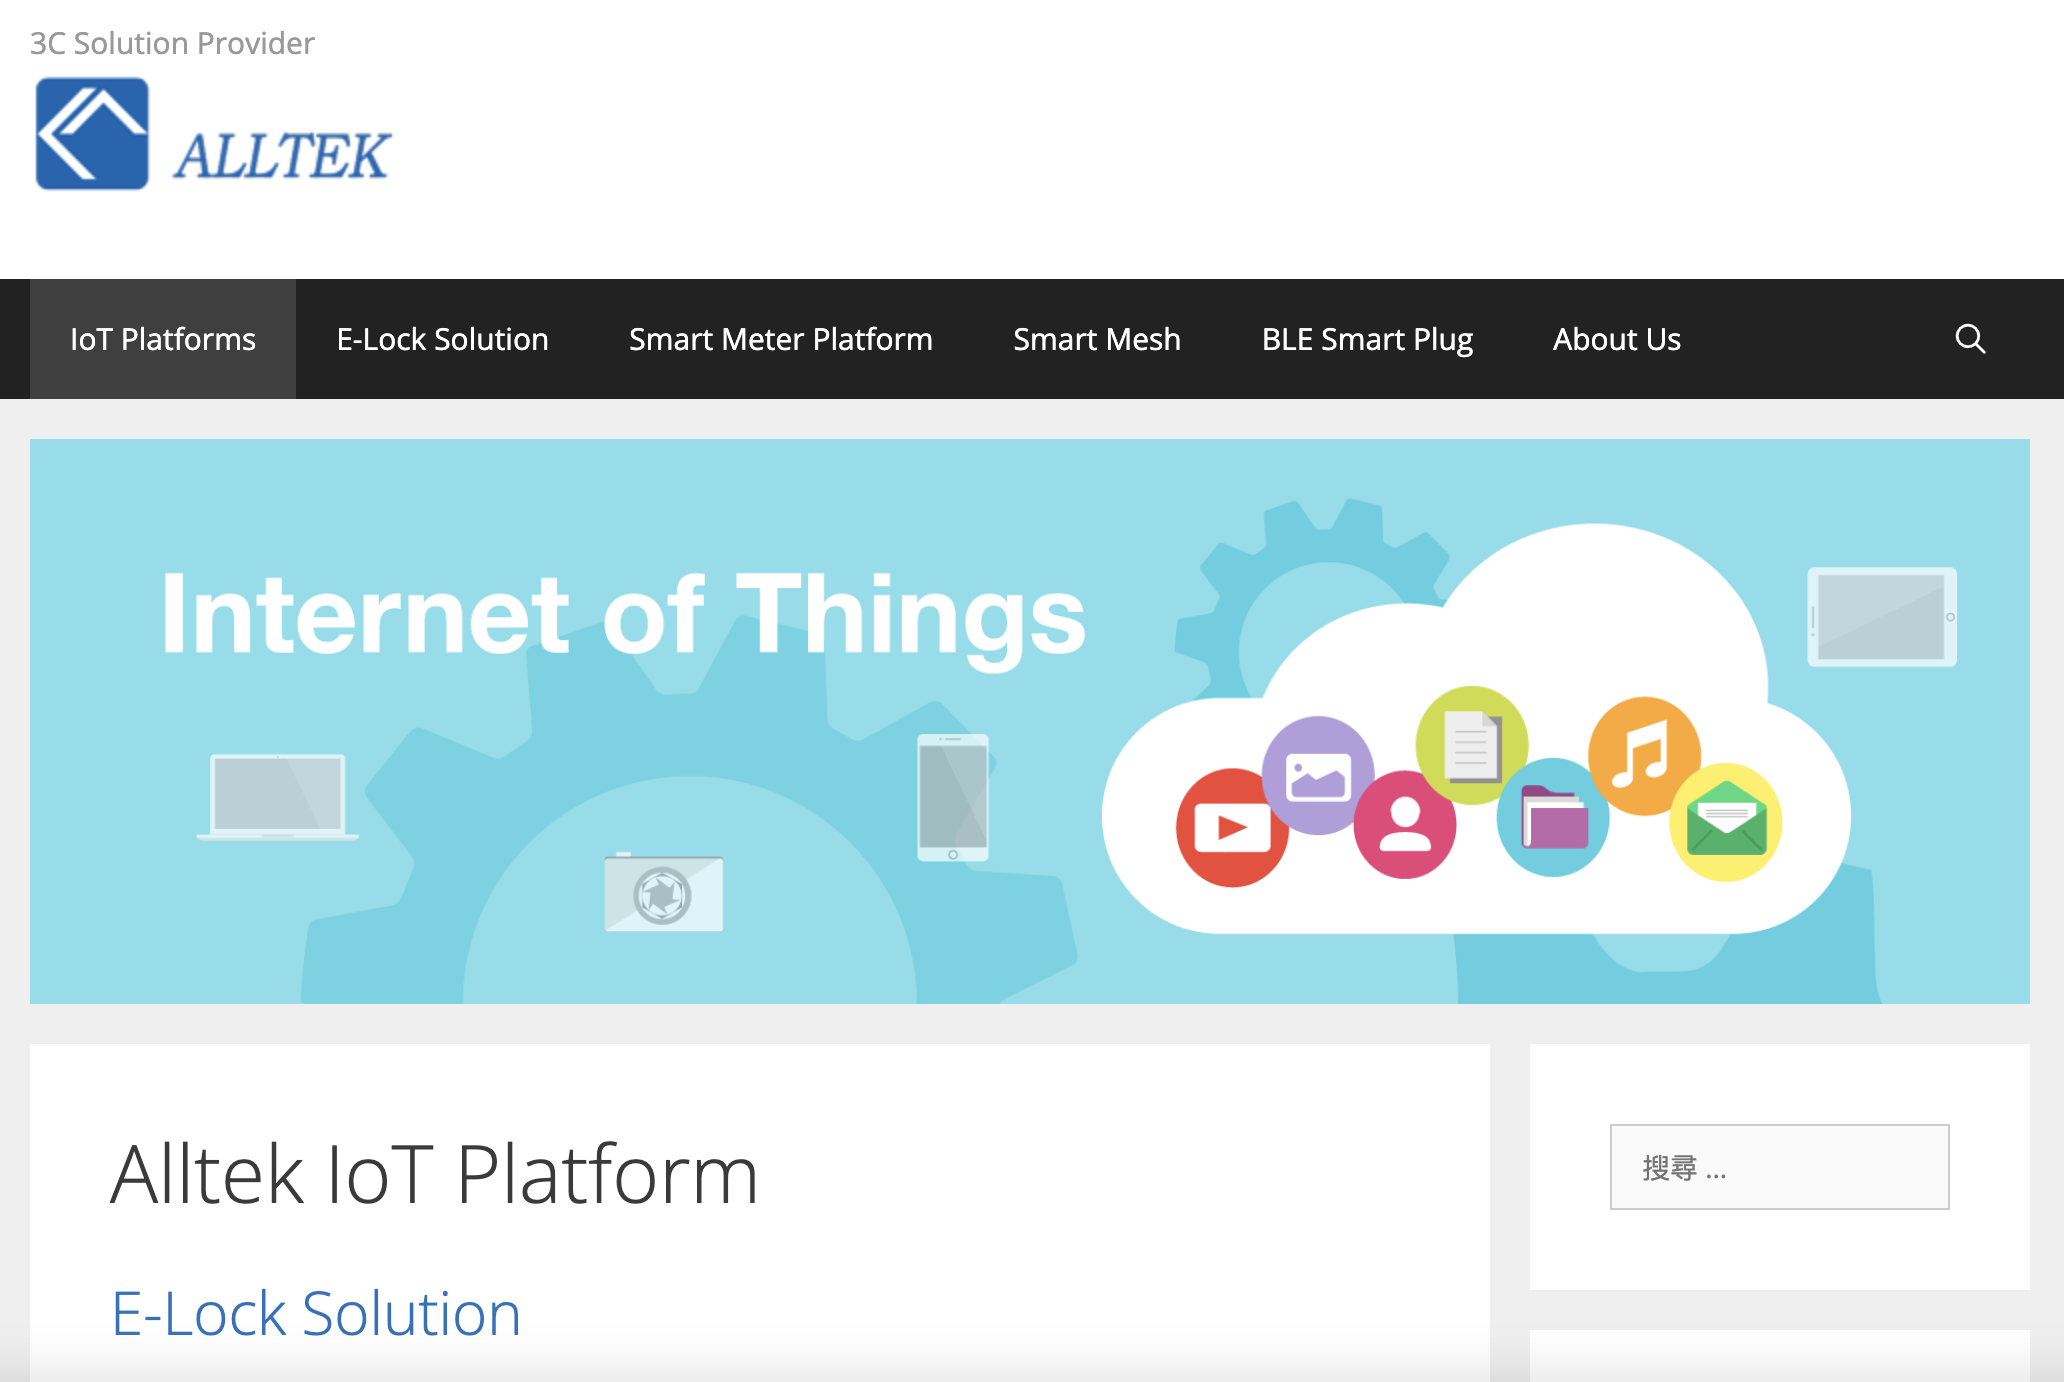 3C Solution Provider
ALLTEK
IoT Platforms E-Lock Solution Smart Meter Platform Smart Mesh BLE Smart Plug About Us
Internet of Things
Alltek IoT Platform
搜尋 ...
E-Lock Solution